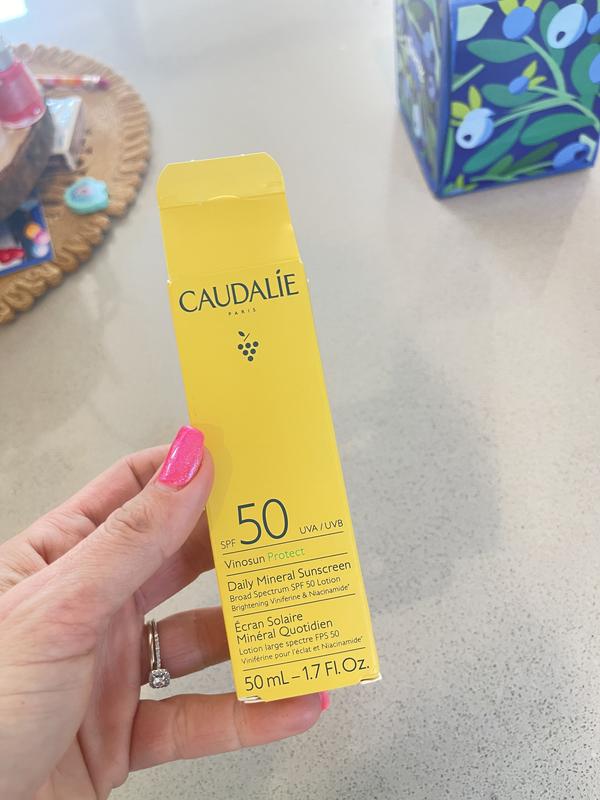 CAUDALÍE
PARIS
SPF 50 UVA / UVB
Vinosun Protect
Daily Mineral Sunscreen
Broad Spectrum SPF 50 Lotion
Brightening Viniferine & Niacinamide*
Écran Solaire
Minéral Quotidien
Lotion large spectre FPS 50
Viniférine pour l'éclat et Niacinamide*
50 mL – 1.7 Fl. Oz.